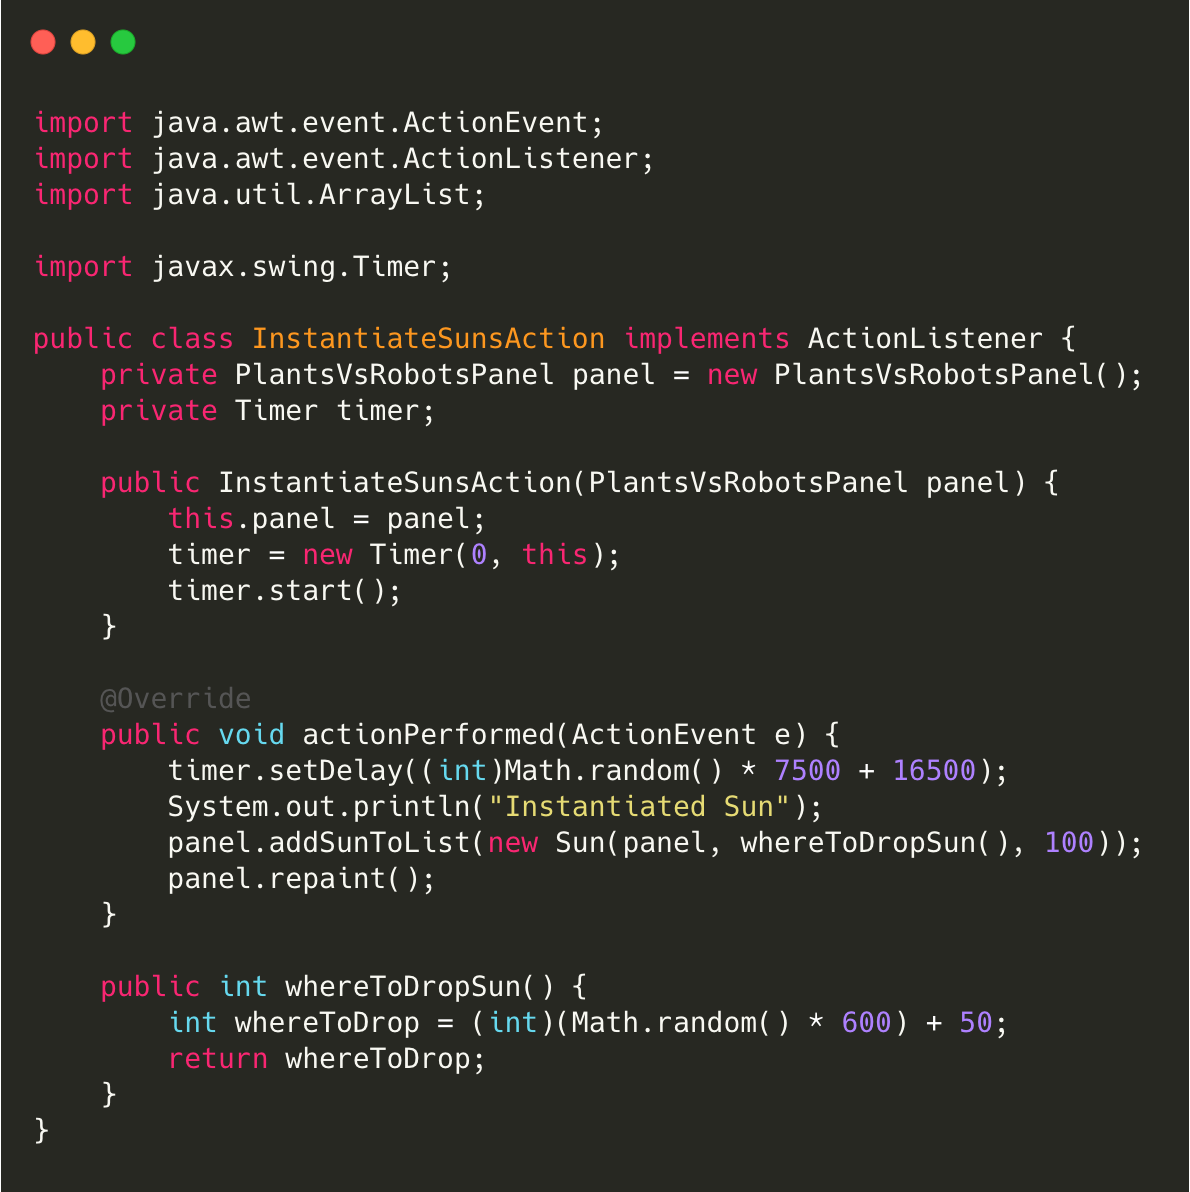 import java.awt.event.ActionEvent;
import java.awt.event.ActionListener;
import java.util.ArrayList;

import javax.swing.Timer;

public class InstantiateSunsAction implements ActionListener {
    private PlantsVsRobotsPanel panel = new PlantsVsRobotsPanel();
    private Timer timer;

    public InstantiateSunsAction(PlantsVsRobotsPanel panel) {
        this.panel = panel;
        timer = new Timer(0, this);
        timer.start();
    }

    @Override
    public void actionPerformed(ActionEvent e) {
        timer.setDelay((int)Math.random() * 7500 + 16500);
        System.out.println("Instantiated Sun");
        panel.addSunToList(new Sun(panel, whereToDropSun(), 100));
        panel.repaint();
    }

    public int whereToDropSun() {
        int whereToDrop = (int)(Math.random() * 600) + 50;
        return whereToDrop;
    }
}